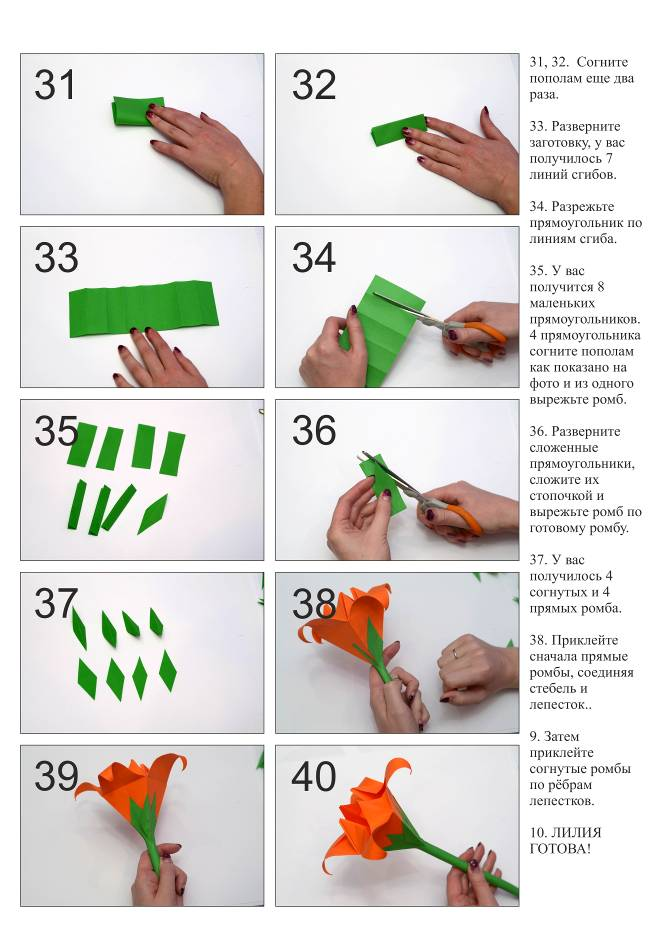 31
32
33
34
35
36
37
38
39
40
31, 32.  Согните
пополам еще два
раза.
33. Разверните
заготовку, у вас
получилось 7
линий сгибов.
34. Разрежьте
прямоугольник по
линиям сгиба.
35. У вас
получится 8
маленьких
прямоугольников.
4 прямоугольника
согните пополам
как показано на
фото и из одного
вырежьте ромб.
36. Разверните
сложенные
прямоугольники,
сложите их
стопочкой и
вырежьте ромб по
готовому ромбу.
37. У вас
получилось 4
согнутых и 4
прямых ромба.
38. Приклейте
сначала прямые
ромбы, соединяя
стебель и
лепесток..
9. Затем
приклейте
согнутые ромбы
по рёбрам
лепестков.
10. ЛИЛИЯ
ГОТОВА!